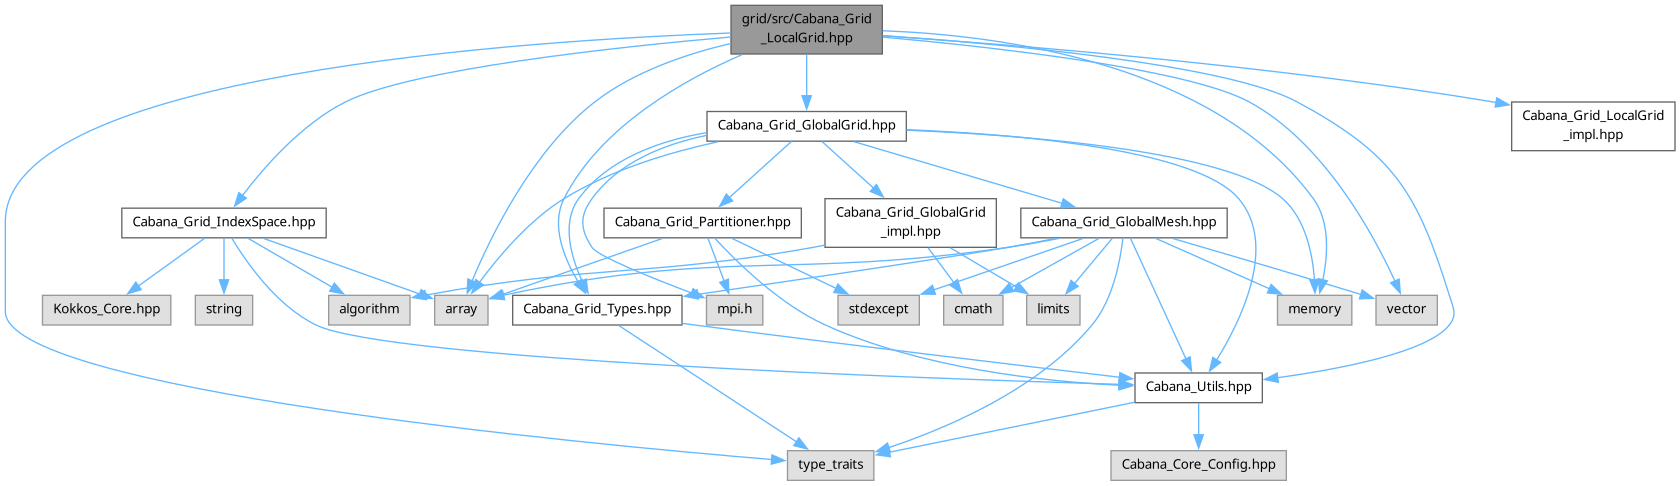 grid/src/Cabana_Grid
_LocalGrid.hpp
Cabana_Grid_LocalGrid
_impl.hpp
Cabana_Grid_GlobalGrid.hpp
Cabana_Grid_IndexSpace.hpp
Cabana_Grid_Partitioner.hpp
Cabana_Grid_GlobalGrid
_impl.hpp
Cabana_Grid_GlobalMesh.hpp
Kokkos_Core.hpp
string
algorithm
array
Cabana_Grid_Types.hpp
mpi.h
stdexcept
cmath
limits
memory
vector
Cabana_Utils.hpp
type_traits
Cabana_Core_Config.hpp